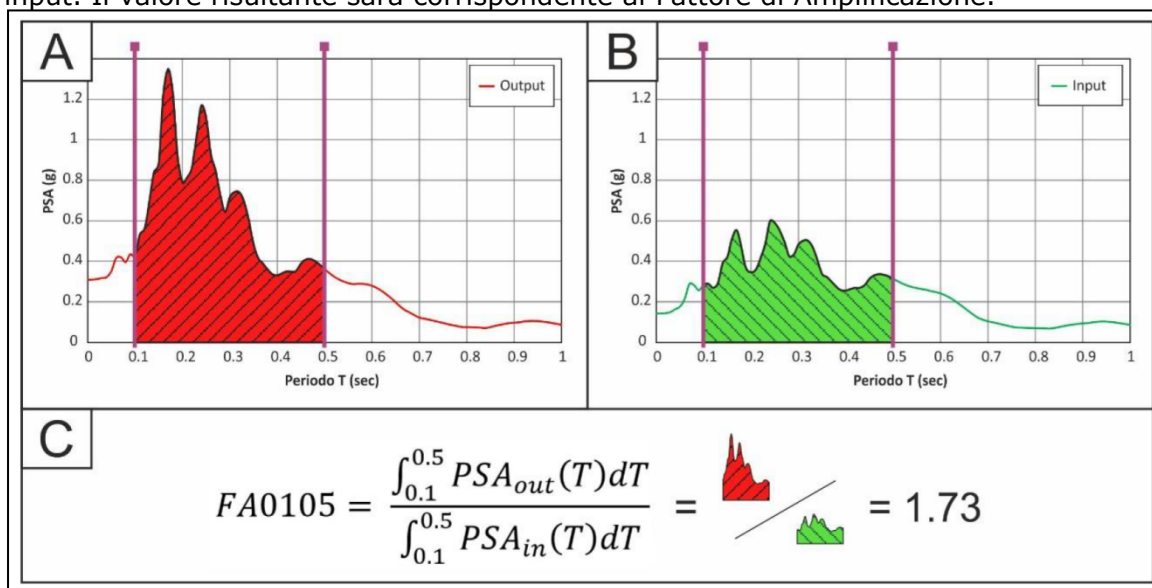 input. Il valore risultante sarà corrispondente al Fattore di Amplificazione.
A
Output
1.2
1
0.8
0.6
0.4
0.2
0
PSA (g)
0 0.1 0.2 0.3 0.4 0.5 0.6 0.7 0.8 0.9 1
Periodo T (sec)
B
Input
1.2
1
0.8
0.6
0.4
0.2
0
PSA (g)
0 0.1 0.2 0.3 0.4 0.5 0.6 0.7 0.8 0.9 1
Periodo T (sec)
C
FA0105 = ∫0.1^0.5 PSAout(T)dT / ∫0.1^0.5 PSAin(T)dT = / = 1.73